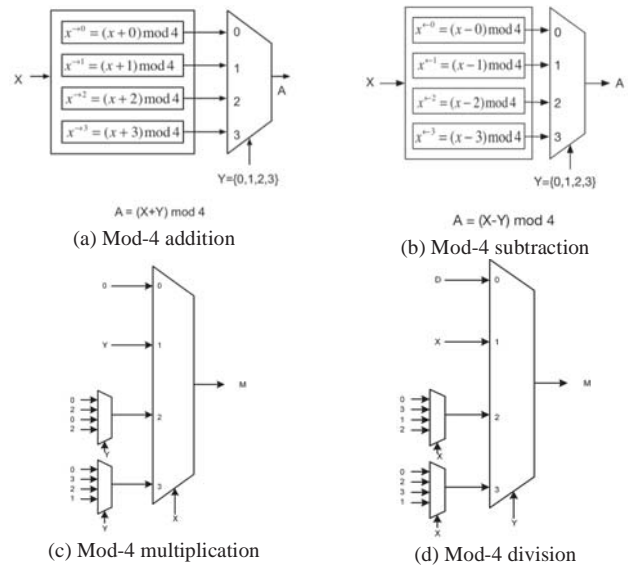 X
x→0 = (x + 0) mod 4
x→1 = (x + 1) mod 4
x→2 = (x + 2) mod 4
x→3 = (x + 3) mod 4
0
1
2
3
A
Y={0,1,2,3}
A = (X+Y) mod 4
(a) Mod-4 addition
X
x←0 = (x − 0) mod 4
x←1 = (x − 1) mod 4
x←2 = (x − 2) mod 4
x←3 = (x − 3) mod 4
0
1
2
3
A
Y={0,1,2,3}
A = (X-Y) mod 4
(b) Mod-4 subtraction
0
0
Y
1
0
2
0
2
Y
2
0
3
2
1
Y
3
X
M
(c) Mod-4 multiplication
D
0
X
1
0
3
1
2
X
2
0
2
3
1
X
3
Y
M
(d) Mod-4 division